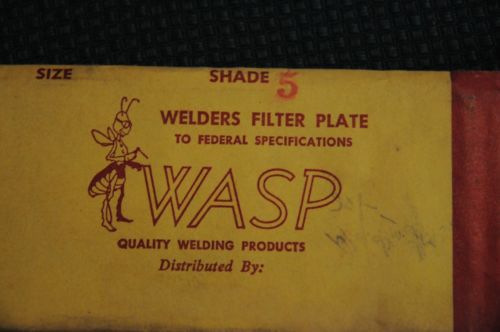 SIZE SHADE 5
WELDERS FILTER PLATE
TO FEDERAL SPECIFICATIONS
WASP
QUALITY WELDING PRODUCTS
Distributed By: